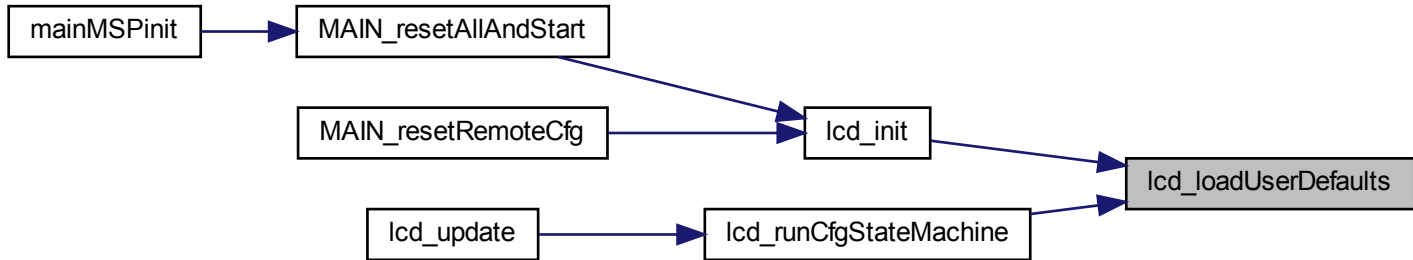 mainMSPinit
MAIN_resetAllAndStart
MAIN_resetRemoteCfg
lcd_init
lcd_loadUserDefaults
lcd_update
lcd_runCfgStateMachine